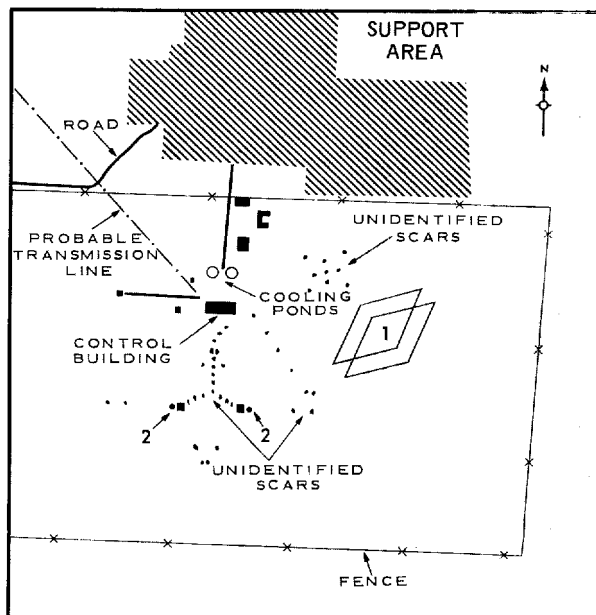 SUPPORT
AREA
N
ROAD
UNIDENTIFIED
SCARS
PROBABLE
TRANSMISSION
LINE
COOLING
PONDS
1
CONTROL
BUILDING
2
2
UNIDENTIFIED
SCARS
FENCE